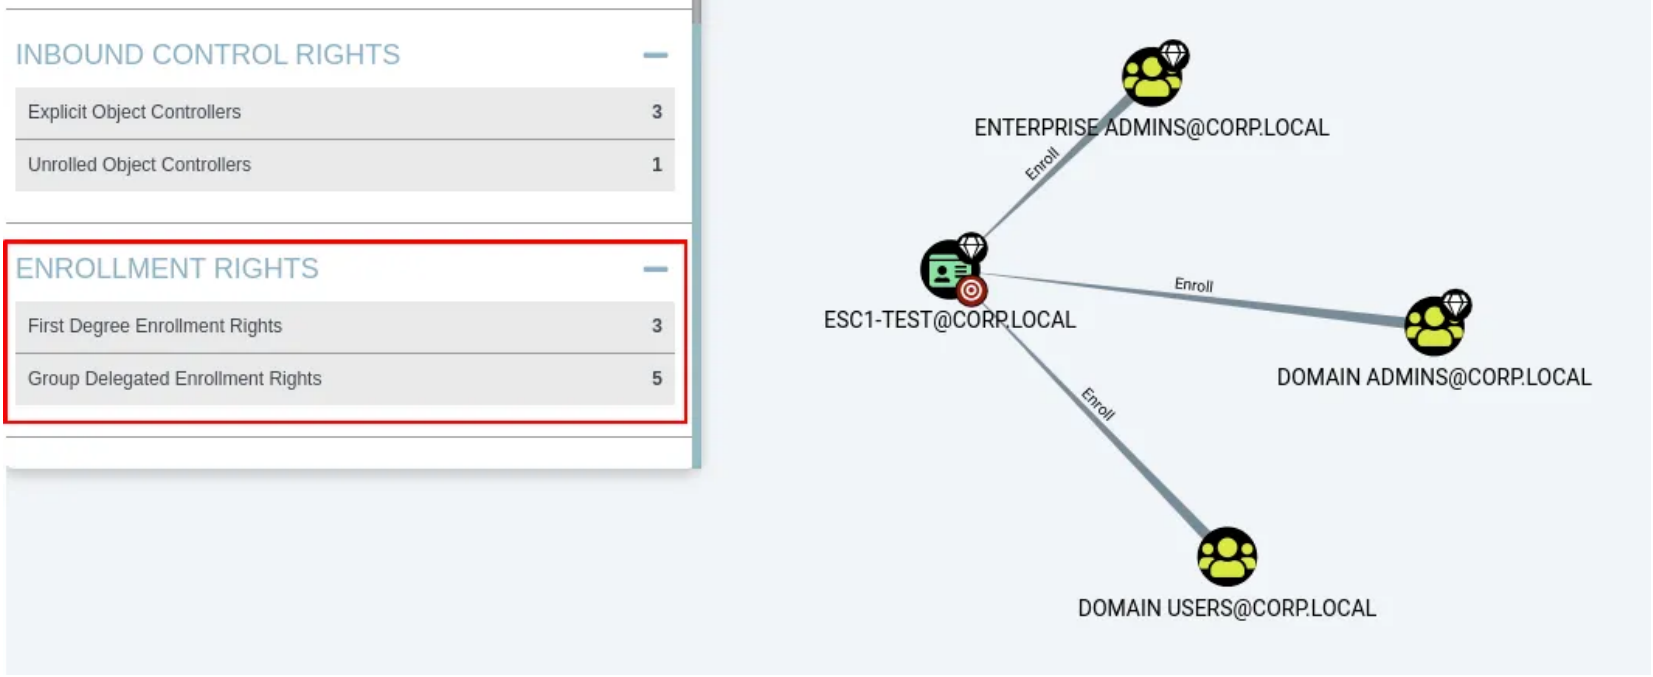 INBOUND CONTROL RIGHTS
Explicit Object Controllers 3
Unrolled Object Controllers 1
ENROLLMENT RIGHTS
First Degree Enrollment Rights 3
Group Delegated Enrollment Rights 5
ENTERPRISE ADMINS@CORP.LOCAL
Enroll
ESC1-TEST@CORP.LOCAL
Enroll
DOMAIN ADMINS@CORP.LOCAL
Enroll
DOMAIN USERS@CORP.LOCAL